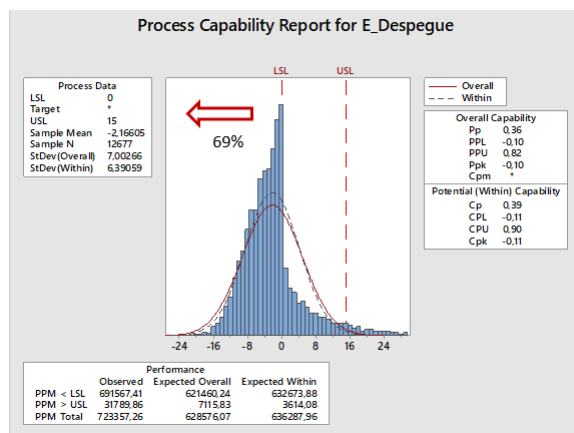 Process Capability Report for E_Despegue
LSL USL
Process Data
LSL 0
Target *
USL 15
Sample Mean -2,16605
Sample N 12677
StDev(Overall) 7,00266
StDev(Within) 6,39059
69%
Overall
Within
Overall Capability
Pp 0,36
PPL -0,10
PPU 0,82
Ppk -0,10
Cpm *
Potential (Within) Capability
Cp 0,39
CPL -0,11
CPU 0,90
Cpk -0,11
-24 -16 -8 0 8 16 24
Performance
Observed Expected Overall Expected Within
PPM < LSL 691567,41 621460,24 632673,88
PPM > USL 31789,86 7115,83 3614,08
PPM Total 723357,26 628576,07 636287,96